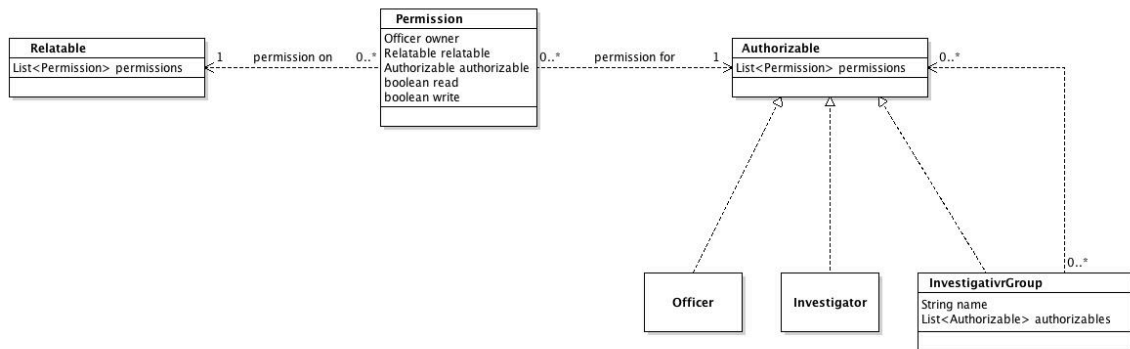 Permission
Officer owner
Relatable relatable
Authorizable authorizable
boolean read
boolean write
Relatable
List<Permission> permissions
1
permission on
0..*
0..*
permission for
1
Authorizable
List<Permission> permissions
0..*
0..*
Officer
Investigator
InvestigativrGroup
String name
List<Authorizable> authorizables